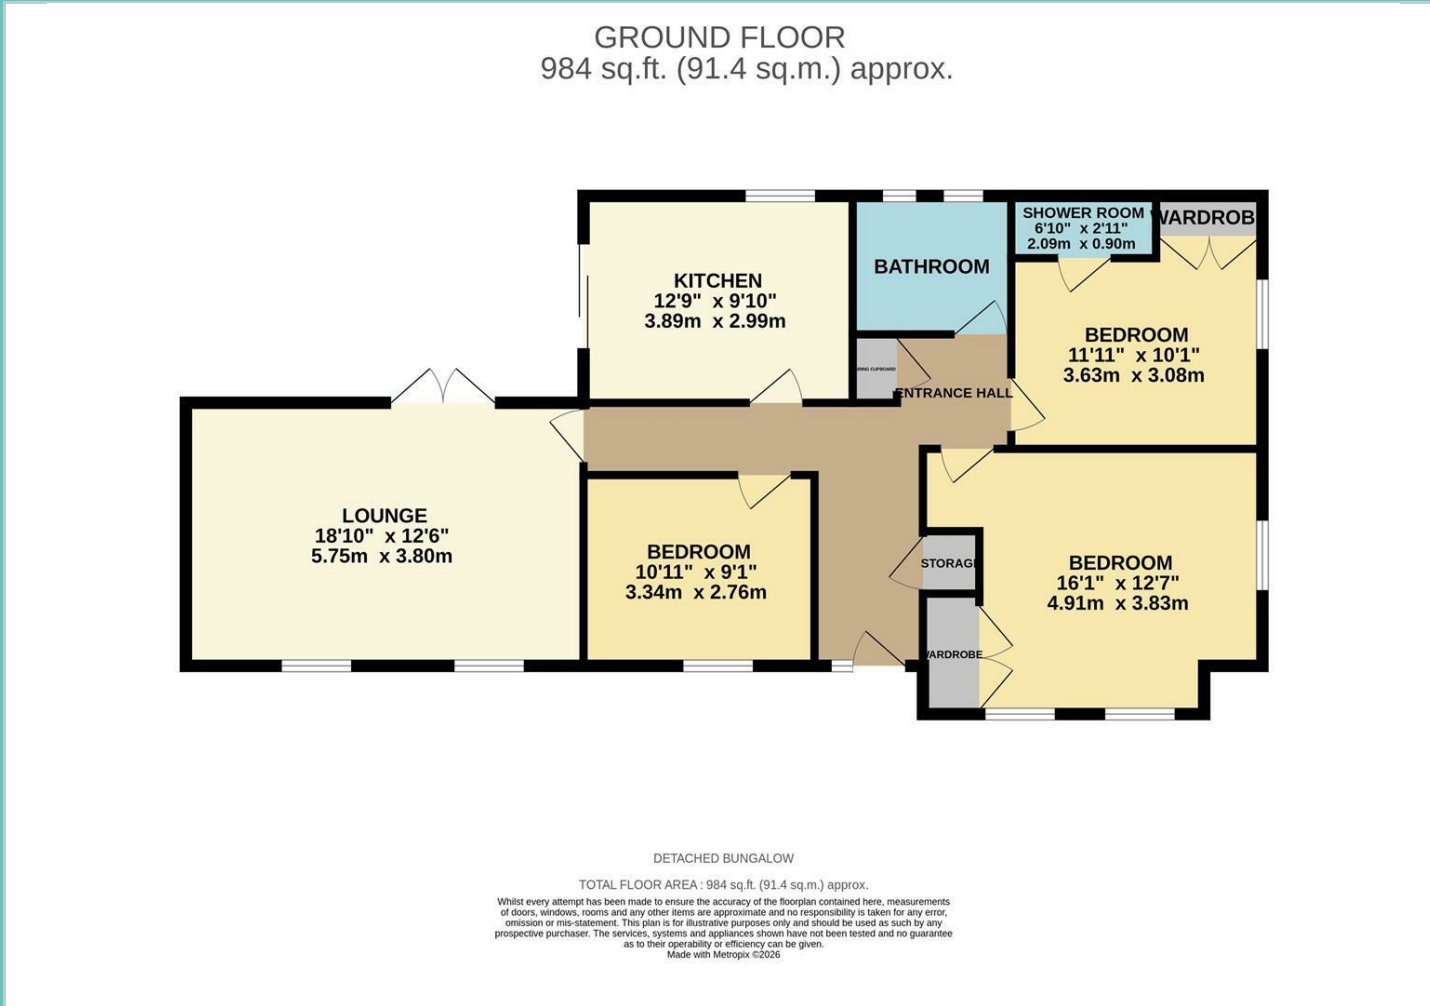 GROUND FLOOR
984 sq.ft. (91.4 sq.m.) approx.
SHOWER ROOM
6'10" x 2'11"
2.09m x 0.90m
WARDROB
KITCHEN
12'9" x 9'10"
3.89m x 2.99m
BATHROOM
BEDROOM
11'11" x 10'1"
3.63m x 3.08m
CUPBOARD
ENTRANCE HALL
LOUNGE
18'10" x 12'6"
5.75m x 3.80m
BEDROOM
10'11" x 9'1"
3.34m x 2.76m
STORAGE
BEDROOM
16'1" x 12'7"
4.91m x 3.83m
WARDROBE
DETACHED BUNGALOW
TOTAL FLOOR AREA : 984 sq.ft. (91.4 sq.m.) approx.
Whilst every attempt has been made to ensure the accuracy of the floorplan contained here, measurements
of doors, windows, rooms and any other items are approximate and no responsibility is taken for any error,
omission or mis-statement. This plan is for illustrative purposes only and should be used as such by any
prospective purchaser. The services, systems and appliances shown have not been tested and no guarantee
as to their operability or efficiency can be given.
Made with Metropix ©2026